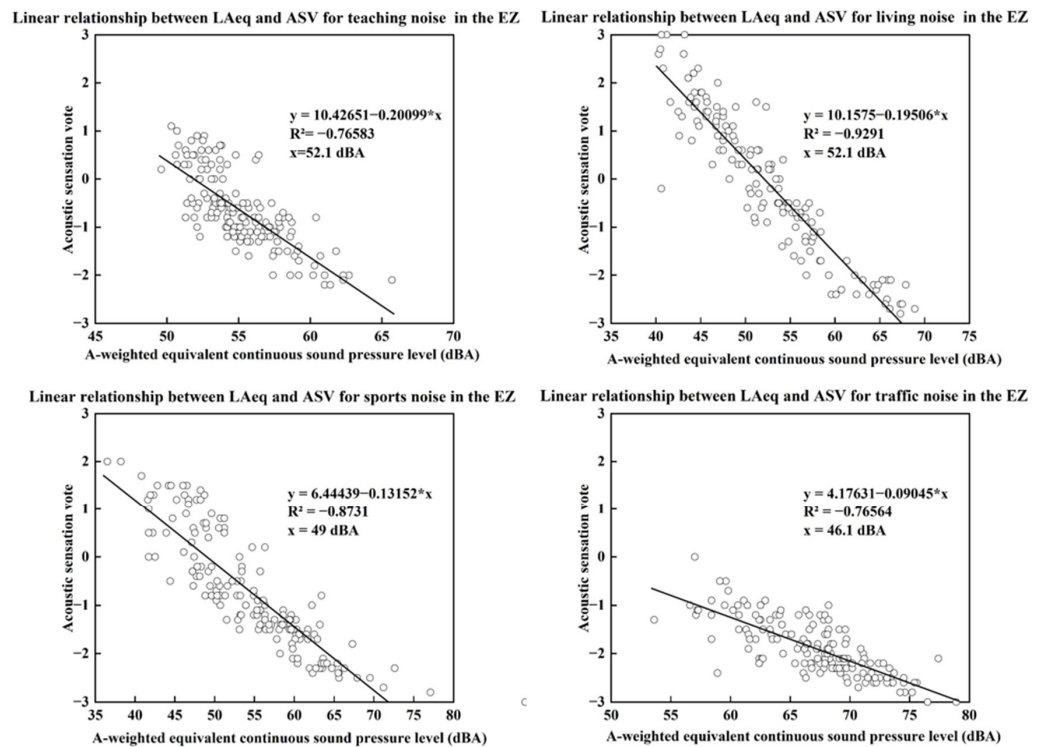 Linear relationship between LAeq and ASV for teaching noise in the EZ
3
2
1
0
−1
−2
−3
Acoustic sensation vote
y = 10.42651−0.20099*x
R²= −0.76583
x=52.1 dBA
45 50 55 60 65 70
A-weighted equivalent continuous sound pressure level (dBA)
Linear relationship between LAeq and ASV for living noise in the EZ
3
2
1
0
−1
−2
−3
Acoustic sensation vote
y = 10.1575−0.19506*x
R² = −0.9291
x = 52.1 dBA
35 40 45 50 55 60 65 70 75
A-weighted equivalent continuous sound pressure level (dBA)
Linear relationship between LAeq and ASV for sports noise in the EZ
3
2
1
0
−1
−2
−3
Acoustic sensation vote
y = 6.44439−0.13152*x
R² = −0.8731
x = 49 dBA
35 40 45 50 55 60 65 70 75 80
A-weighted equivalent continuous sound pressure level (dBA)
Linear relationship between LAeq and ASV for traffic noise in the EZ
3
2
1
0
−1
−2
−3
Acoustic sensation vote
y = 4.17631−0.09045*x
R² = −0.76564
x = 46.1 dBA
50 55 60 65 70 75 80
A-weighted equivalent continuous sound pressure level (dBA)